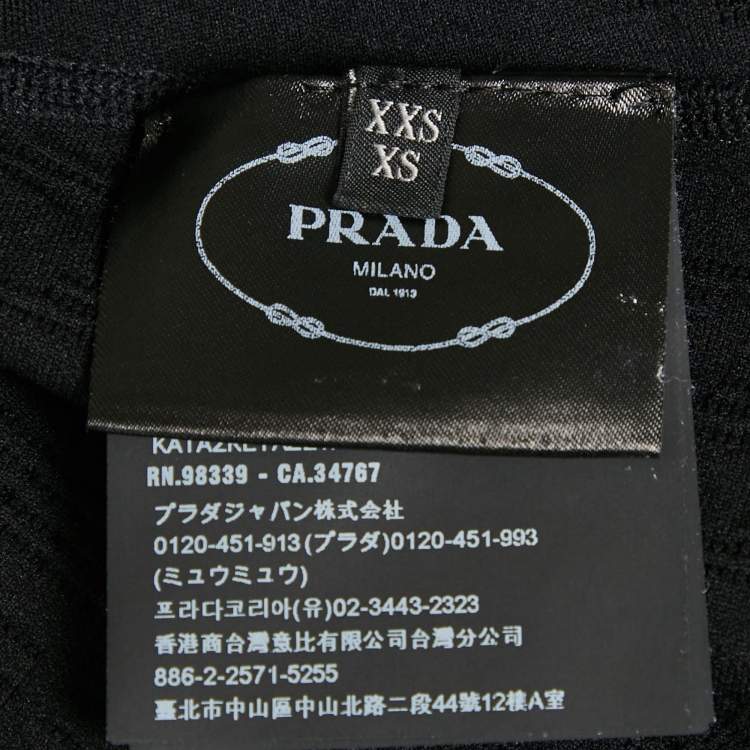 XXS
XS
PRADA
MILANO
DAL 1913
RN.98339 - CA.34767
プラダジャパン株式会社
0120-451-913(プラダ)0120-451-993
(ミュウミュウ)
프라다코리아(유)02-3443-2323
香港商台灣意比有限公司台灣分公司
886-2-2571-5255
臺北市中山區中山北路二段44號12樓A室